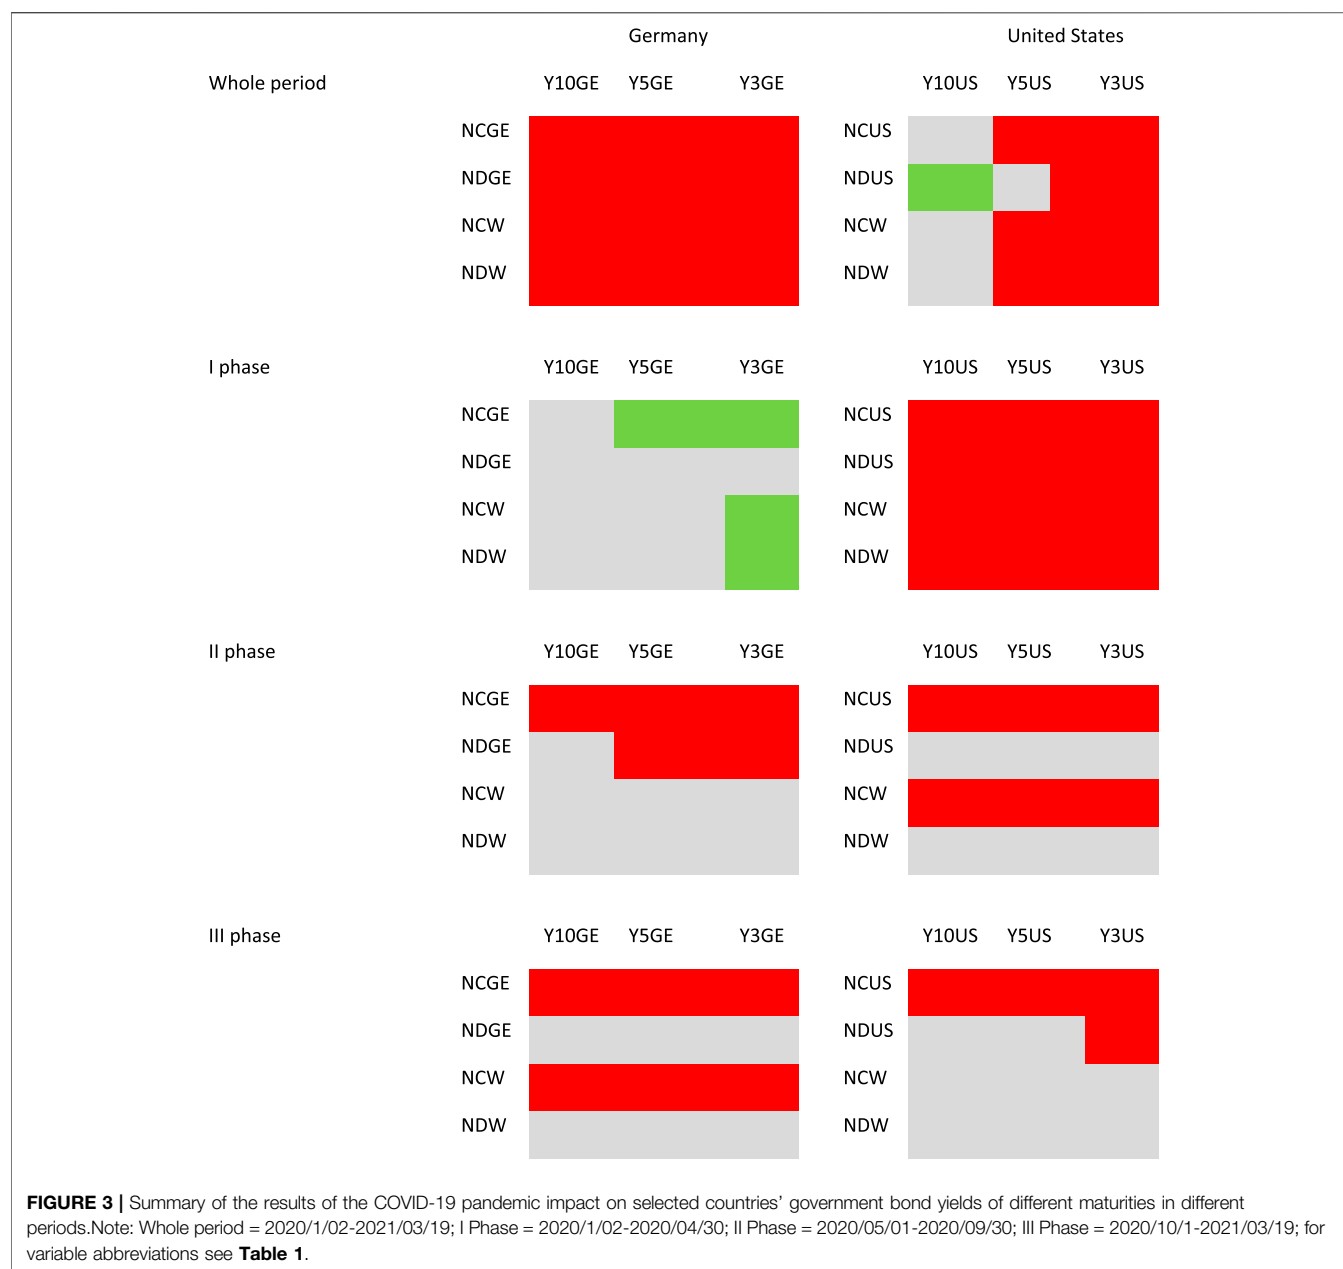 Germany United States
Whole period Y10GE Y5GE Y3GE Y10US Y5US Y3US
NCGE NCUS
NDGE NDUS
NCW NCW
NDW NDW
I phase Y10GE Y5GE Y3GE Y10US Y5US Y3US
NCGE NCUS
NDGE NDUS
NCW NCW
NDW NDW
II phase Y10GE Y5GE Y3GE Y10US Y5US Y3US
NCGE NCUS
NDGE NDUS
NCW NCW
NDW NDW
III phase Y10GE Y5GE Y3GE Y10US Y5US Y3US
NCGE NCUS
NDGE NDUS
NCW NCW
NDW NDW
FIGURE 3 | Summary of the results of the COVID-19 pandemic impact on selected countries’ government bond yields of different maturities in different
periods.Note: Whole period = 2020/1/02-2021/03/19; I Phase = 2020/1/02-2020/04/30; II Phase = 2020/05/01-2020/09/30; III Phase = 2020/10/1-2021/03/19; for
variable abbreviations see Table 1.